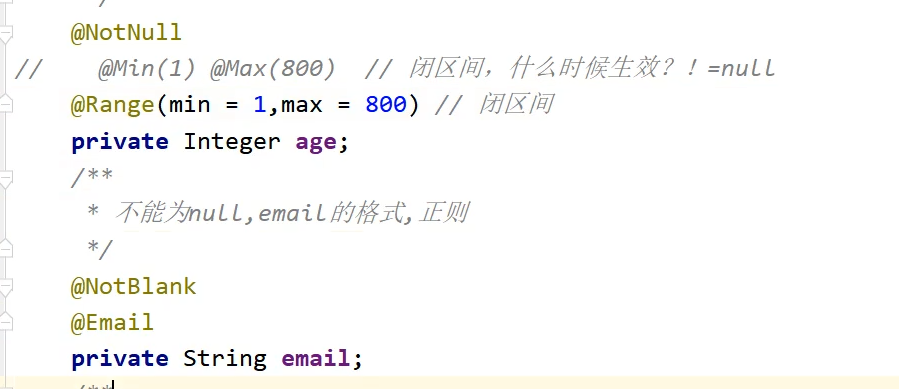 /
@NotNull
//    @Min(1) @Max(800)  // 闭区间，什么时候生效？！=null
@Range(min = 1,max = 800) // 闭区间
private Integer age;
/**
* 不能为null,email的格式,正则
*/
@NotBlank
@Email
private String email;
/**